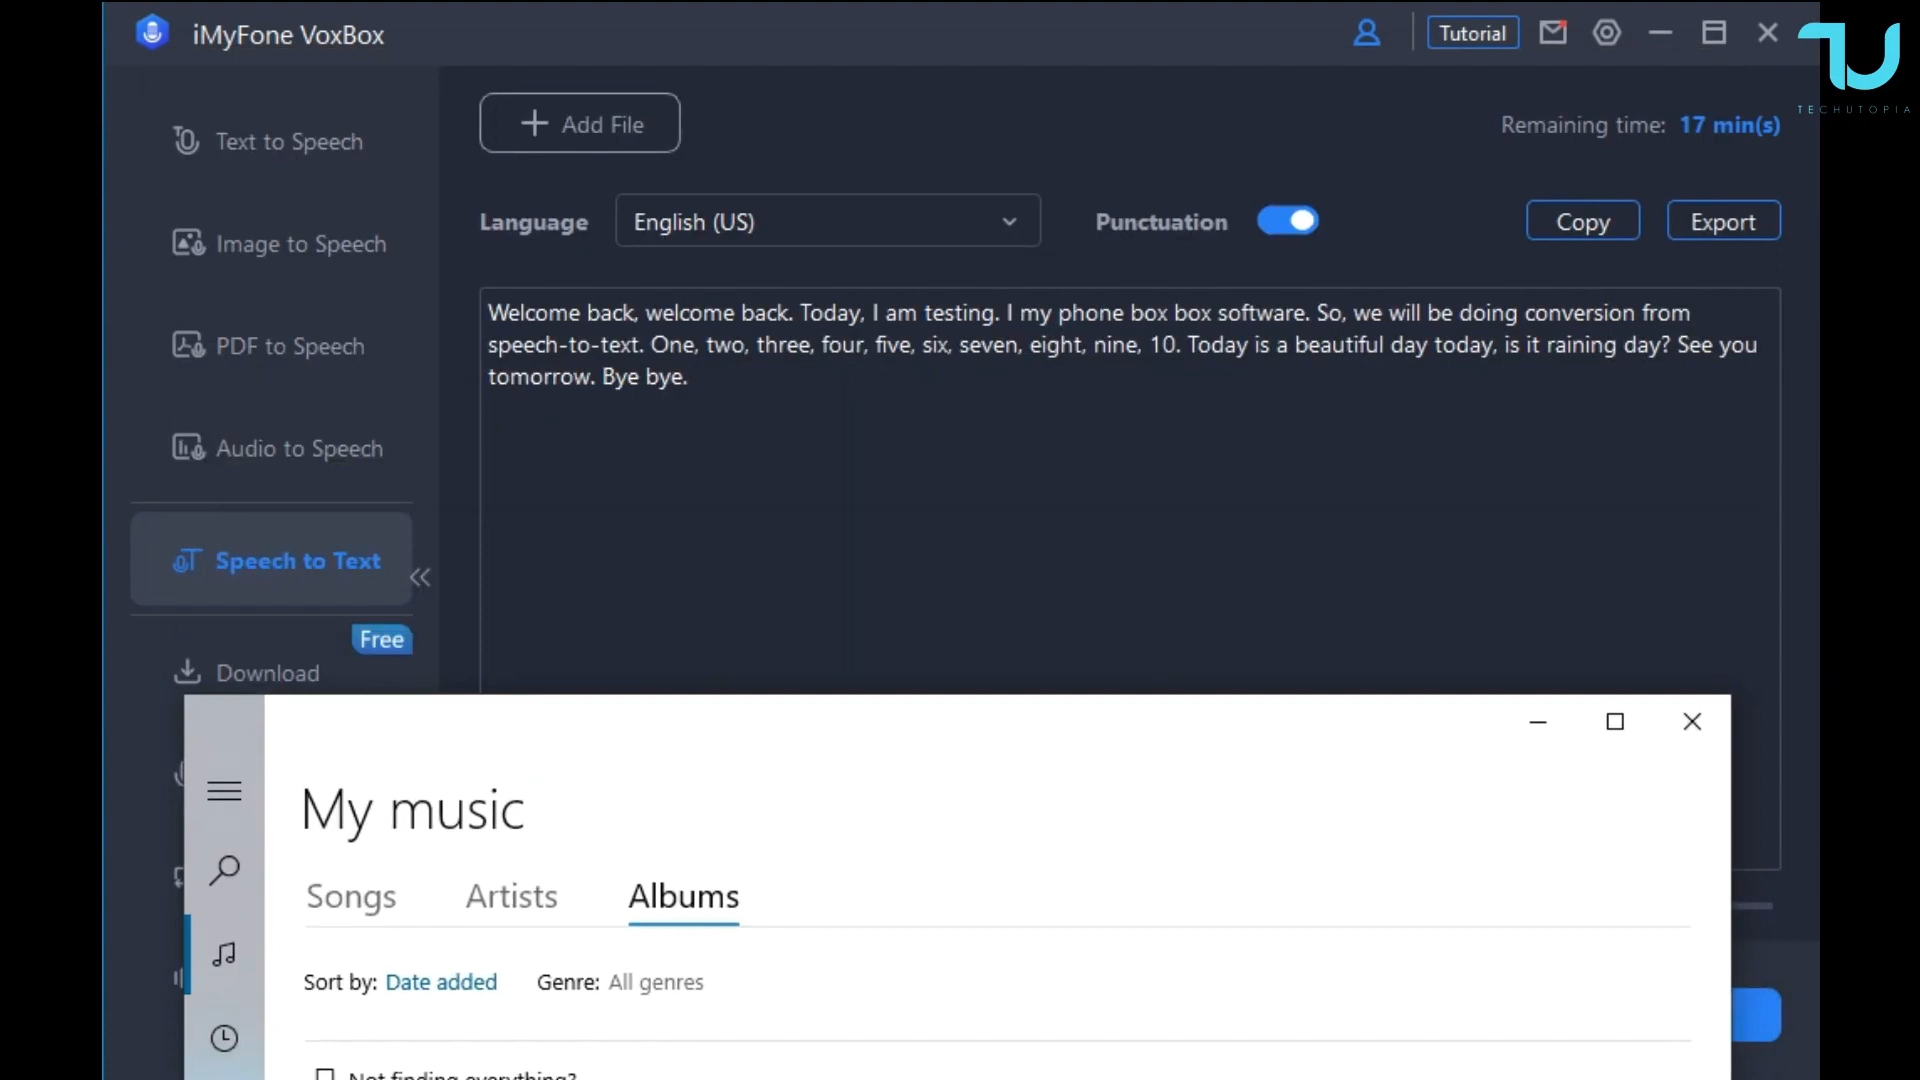 iMyFone VoxBox
Tutorial
TECHUTOPIA
Text to Speech
Image to Speech
PDF to Speech
Audio to Speech
Speech to Text
Free
Download
Add File
Remaining time: 17 min(s)
Language English (US) Punctuation Copy Export
Welcome back, welcome back. Today, I am testing. I my phone box box software. So, we will be doing conversion from
speech-to-text. One, two, three, four, five, six, seven, eight, nine, 10. Today is a beautiful day today, is it raining day? See you
tomorrow. Bye bye.
My music
Songs Artists Albums
Sort by: Date added Genre: All genres
Not finding everything?